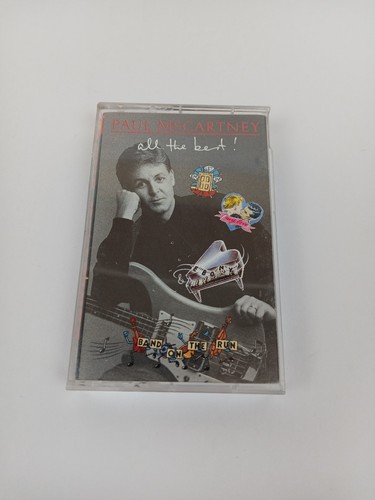 PAUL McCARTNEY
all the best!
BAND ON THE RUN